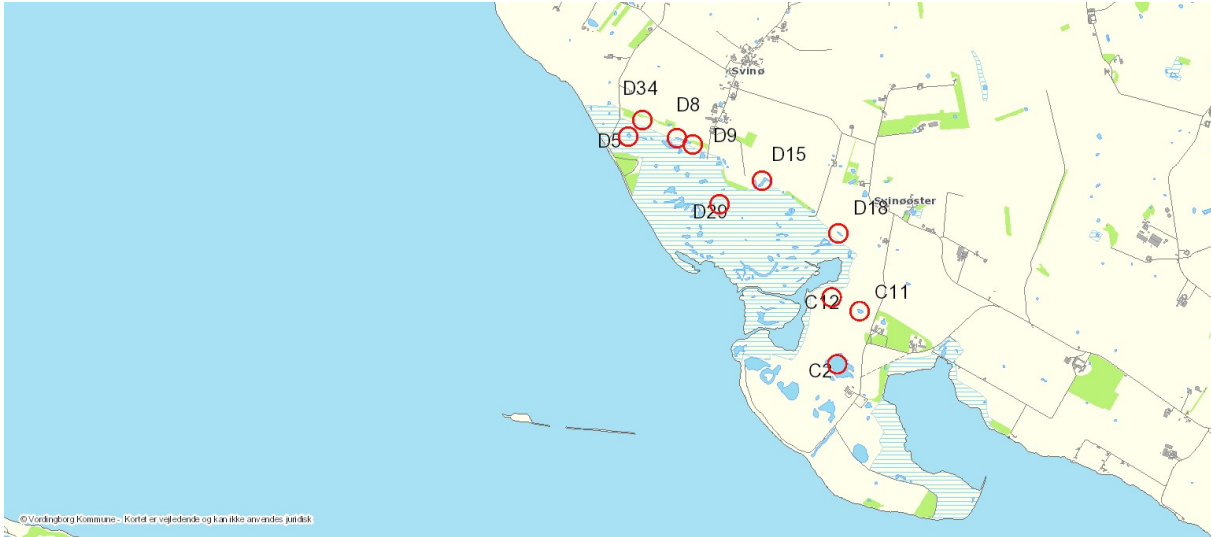 Svinø
D34
D8
D5
D9
D15
D29
Svinøøster
D18
C12
C11
C2
© Vordingborg Kommune - Kortet er vejledende og kan ikke anvendes juridisk